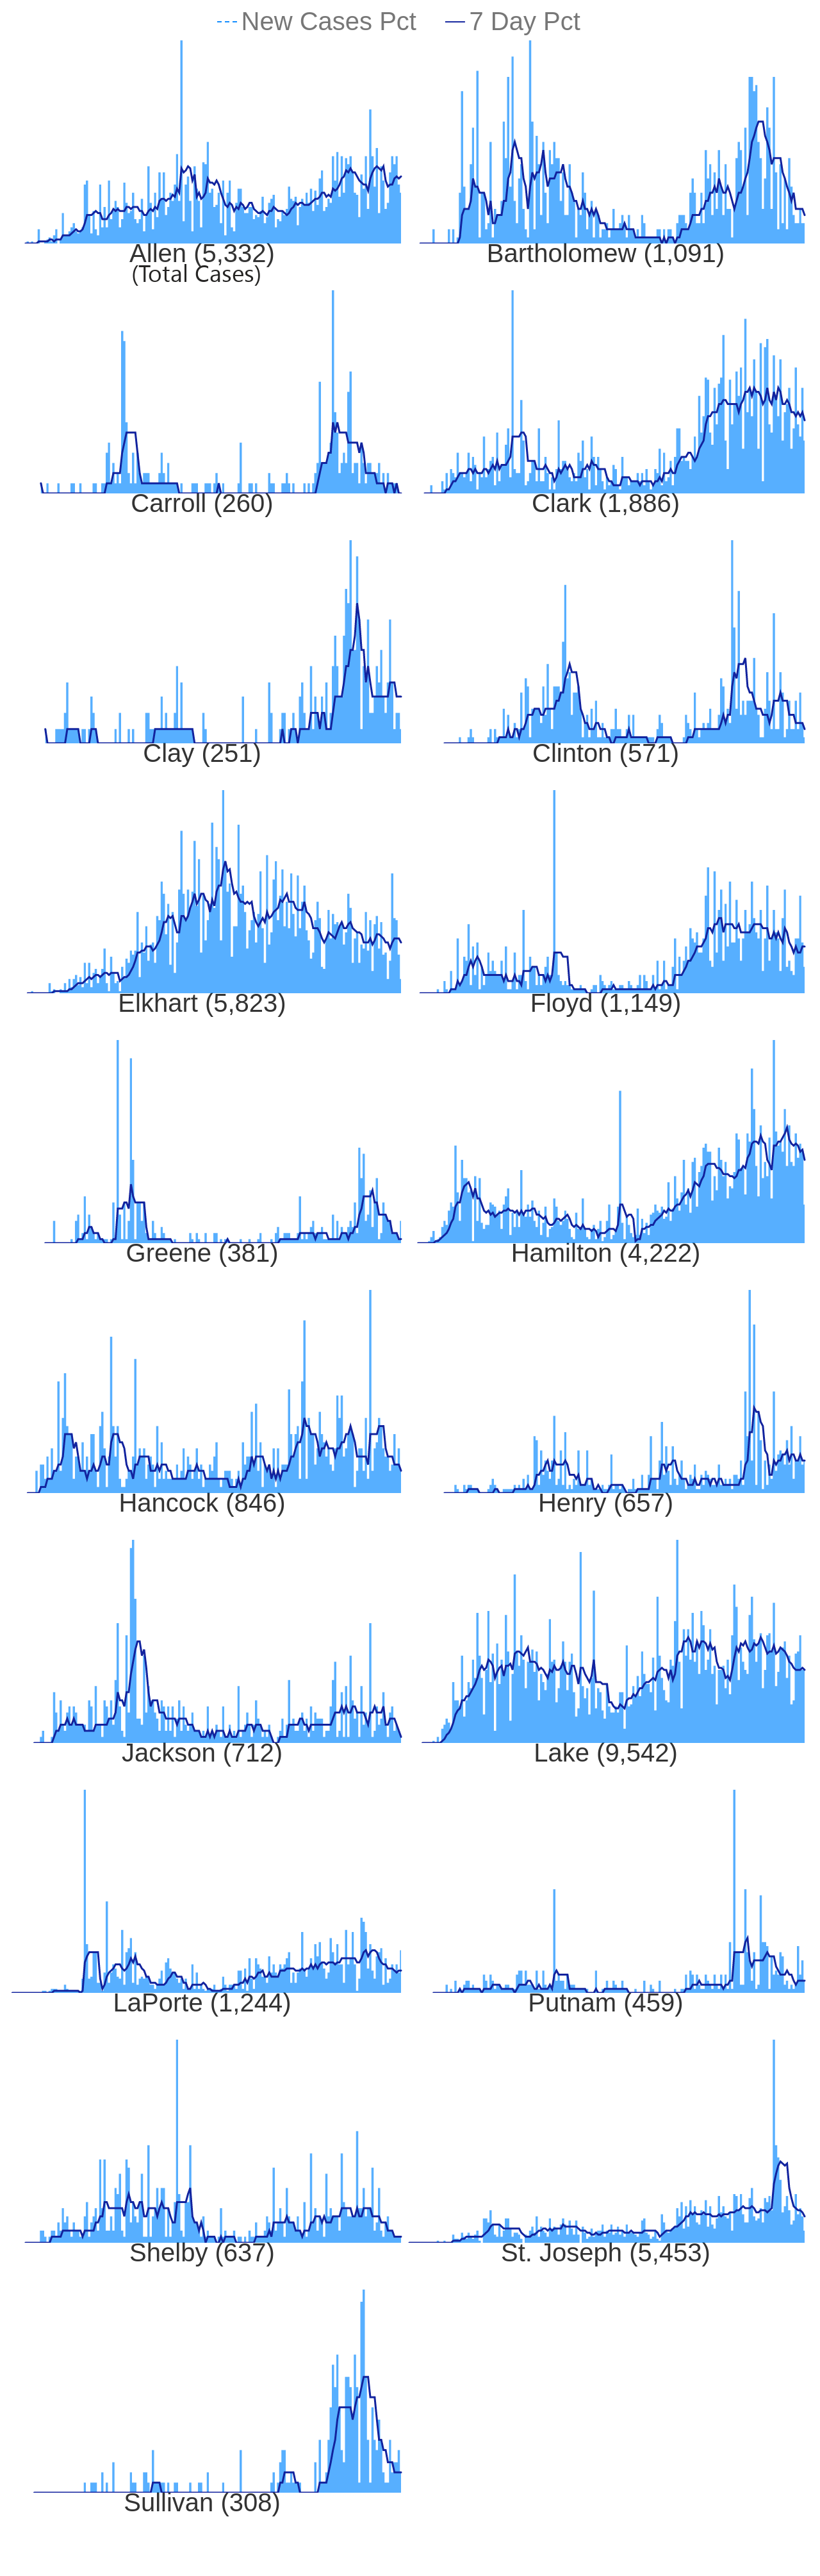 New Cases Pct 7 Day Pct
Allen (5,332) Bartholomew (1,091)
(Total Cases)
Carroll (260) Clark (1,886)
Clay (251) Clinton (571)
Elkhart (5,823) Floyd (1,149)
Greene (381) Hamilton (4,222)
Hancock (846) Henry (657)
Jackson (712) Lake (9,542)
LaPorte (1,244) Putnam (459)
Shelby (637) St. Joseph (5,453)
Sullivan (308)